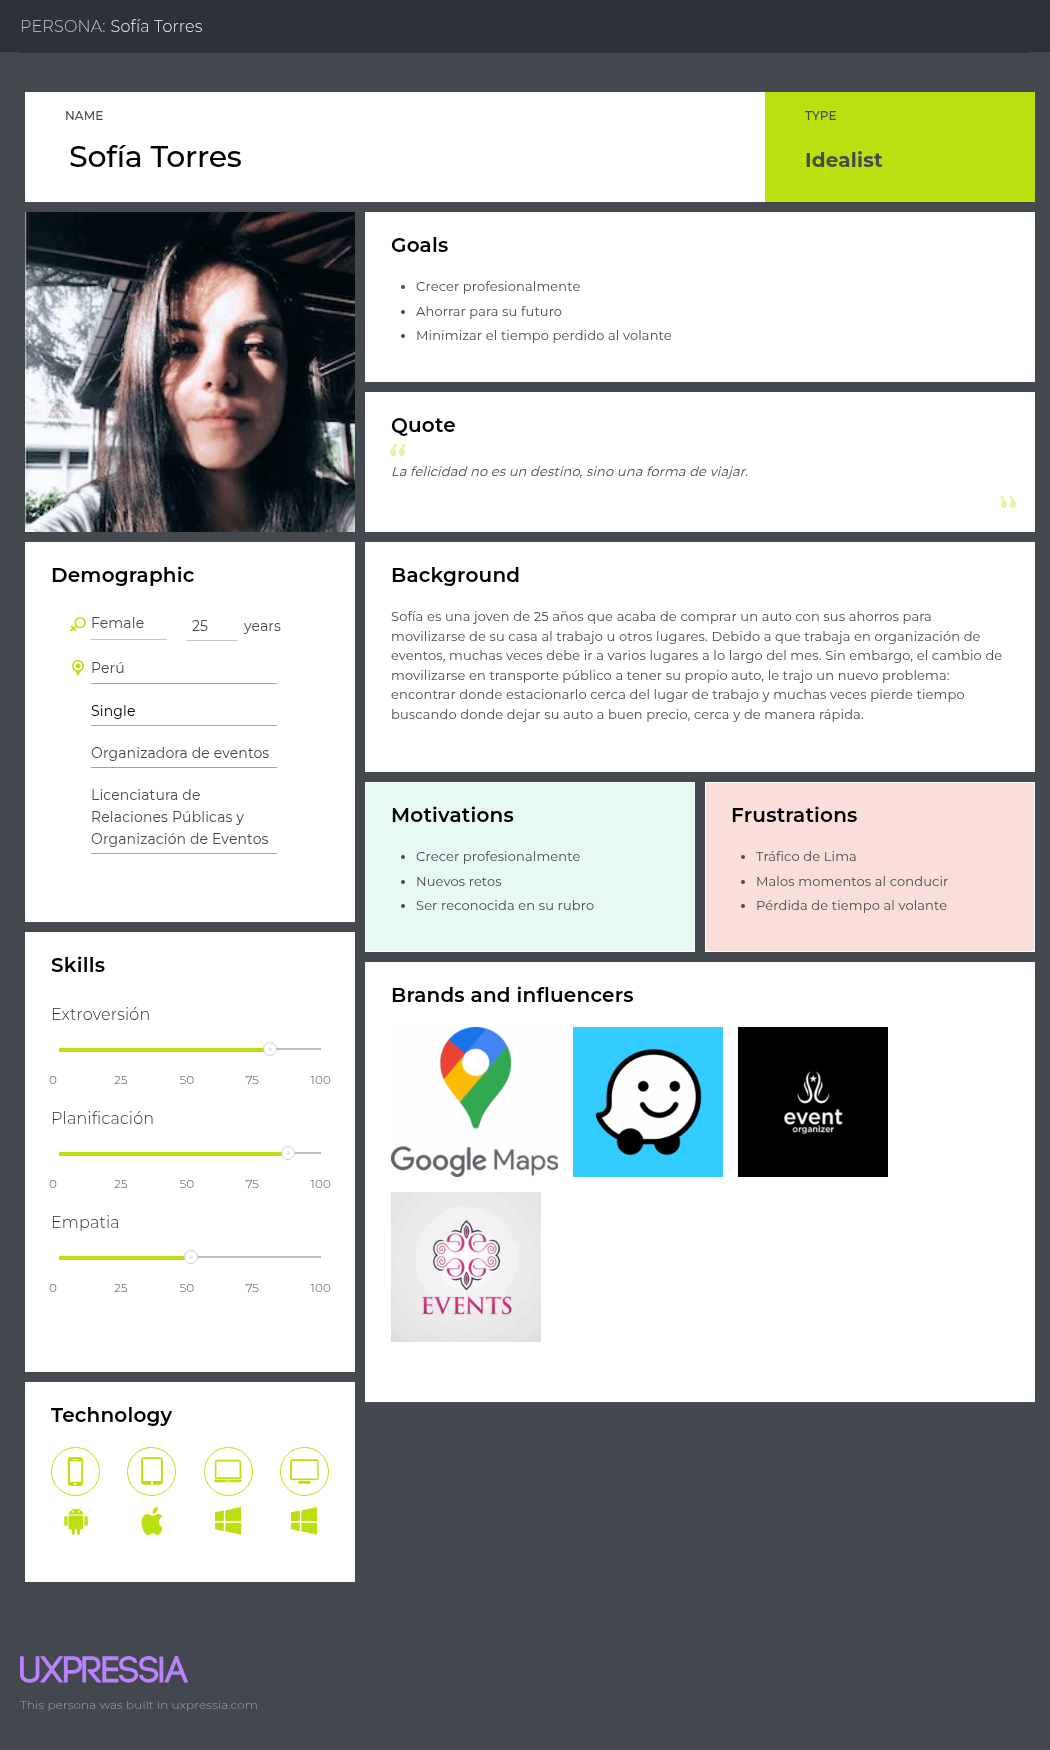 PERSONA: Sofía Torres
NAME
Sofía Torres
TYPE
Idealist
Goals
Crecer profesionalmente
Ahorrar para su futuro
Minimizar el tiempo perdido al volante
Quote
“
La felicidad no es un destino, sino una forma de viajar.
”
Demographic
Female 25 years
Perú
Single
Organizadora de eventos
Licenciatura de
Relaciones Públicas y
Organización de Eventos
Background
Sofía es una joven de 25 años que acaba de comprar un auto con sus ahorros para
movilizarse de su casa al trabajo u otros lugares. Debido a que trabaja en organización de
eventos, muchas veces debe ir a varios lugares a lo largo del mes. Sin embargo, el cambio de
movilizarse en transporte público a tener su propio auto, le trajo un nuevo problema:
encontrar donde estacionarlo cerca del lugar de trabajo y muchas veces pierde tiempo
buscando donde dejar su auto a buen precio, cerca y de manera rápida.
Motivations
Crecer profesionalmente
Nuevos retos
Ser reconocida en su rubro
Frustrations
Tráfico de Lima
Malos momentos al conducir
Pérdida de tiempo al volante
Skills
Extroversión
0 25 50 75 100
Planificación
0 25 50 75 100
Empatia
0 25 50 75 100
Brands and influencers
Google Maps
event
organizer
EVENTS
Technology
UXPRESSIA
This persona was built in uxpressia.com